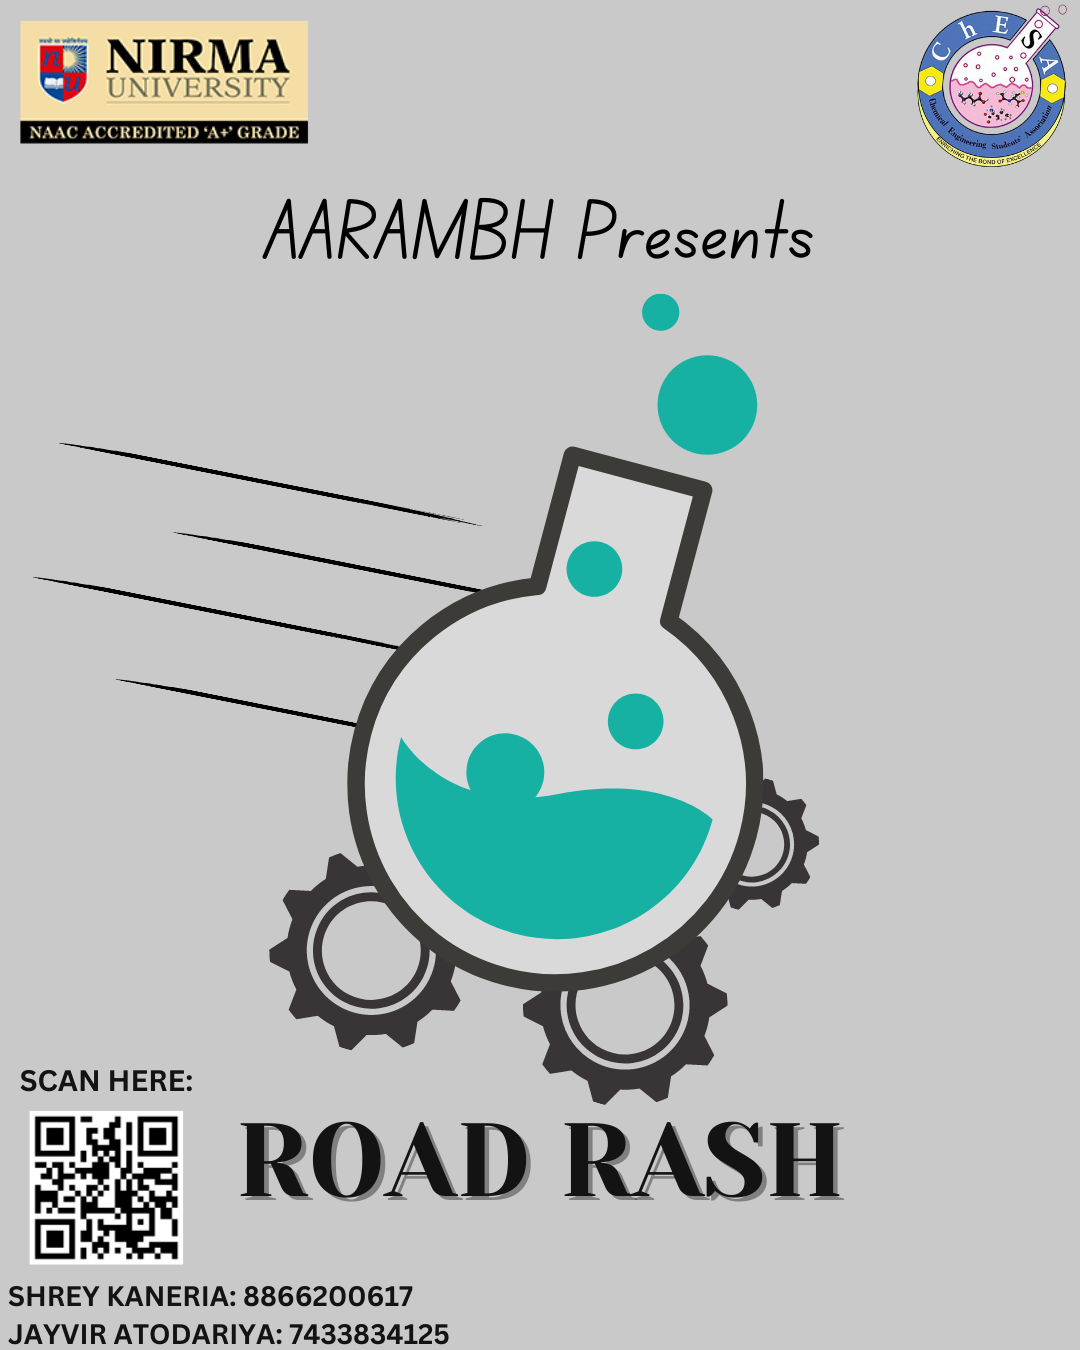 NIRMA
UNIVERSITY
NAAC ACCREDITED ‘A+’ GRADE
ChESA
Chemical Engineering Students' Association
ENRICHING THE BOND OF EXCELLENCE
AARAMBH Presents
SCAN HERE:
ROAD RASH
SHREY KANERIA: 8866200617
JAYVIR ATODARIYA: 7433834125